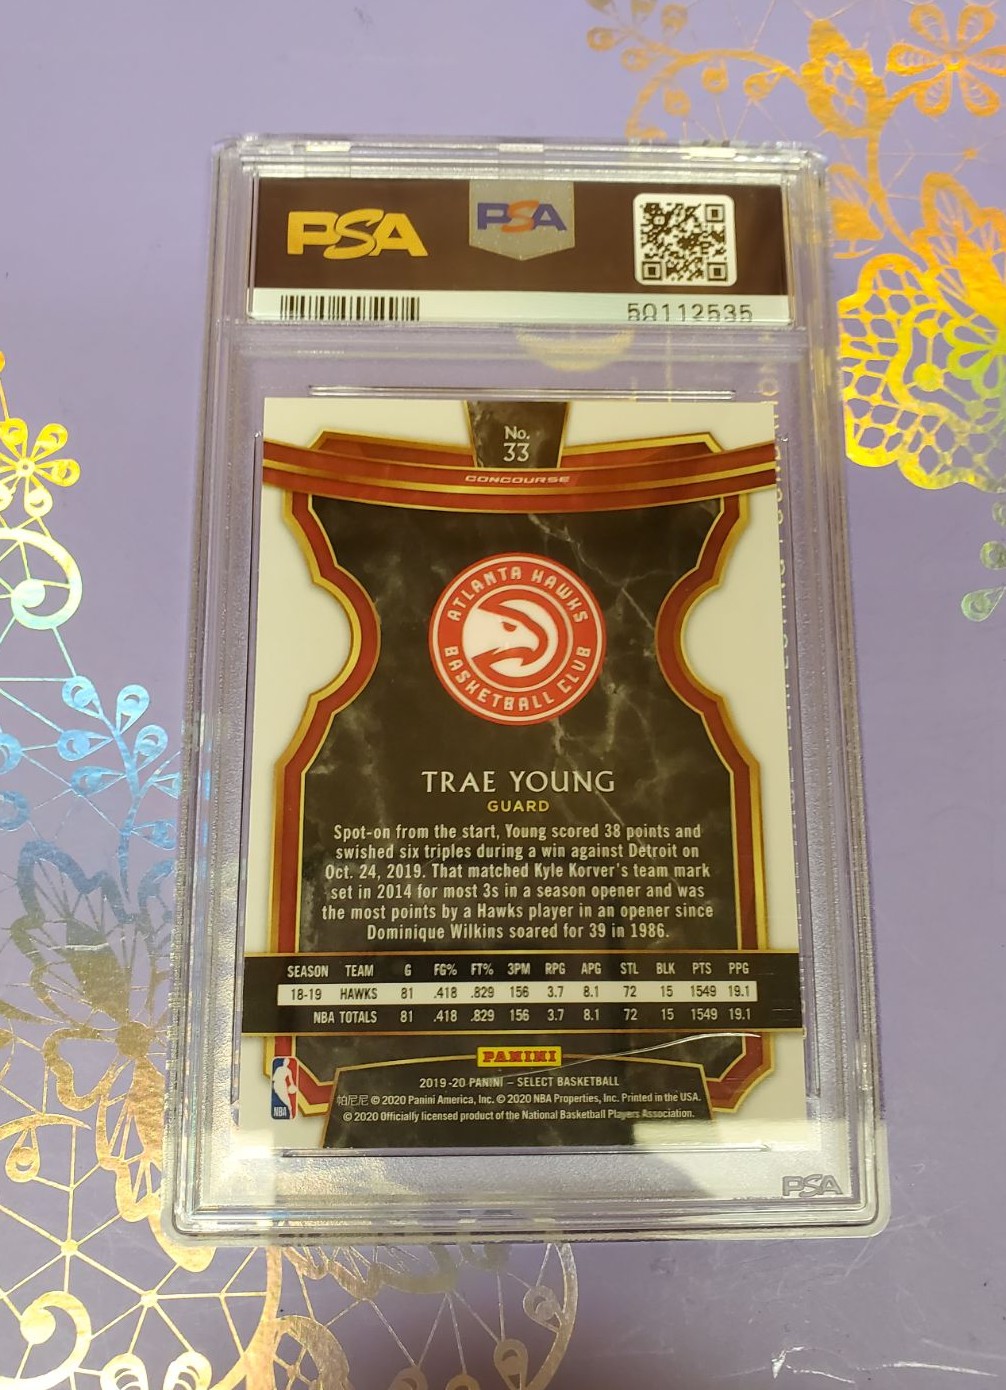 PSA PSA
50112535
No.
33
CONCOURSE
ATLANTA HAWKS
BASKETBALL CLUB
TRAE YOUNG
GUARD
Spot-on from the start, Young scored 38 points and
swished six triples during a win against Detroit on
Oct. 24, 2019. That matched Kyle Korver's team mark
set in 2014 for most 3s in a season opener and was
the most points by a Hawks player in an opener since
Dominique Wilkins soared for 39 in 1986.
SEASON TEAM G FG% FT% 3PM RPG APG STL BLK PTS PPG
18-19 HAWKS 81 .418 .829 156 3.7 8.1 72 15 1549 19.1
NBA TOTALS 81 .418 .829 156 3.7 8.1 72 15 1549 19.1
PANINI
2019-20 PANINI – SELECT BASKETBALL
帕尼尼 © 2020 Panini America, Inc. © 2020 NBA Properties, Inc. Printed in the USA.
© 2020 Officially licensed product of the National Basketball Players Association.
NBA
PSA